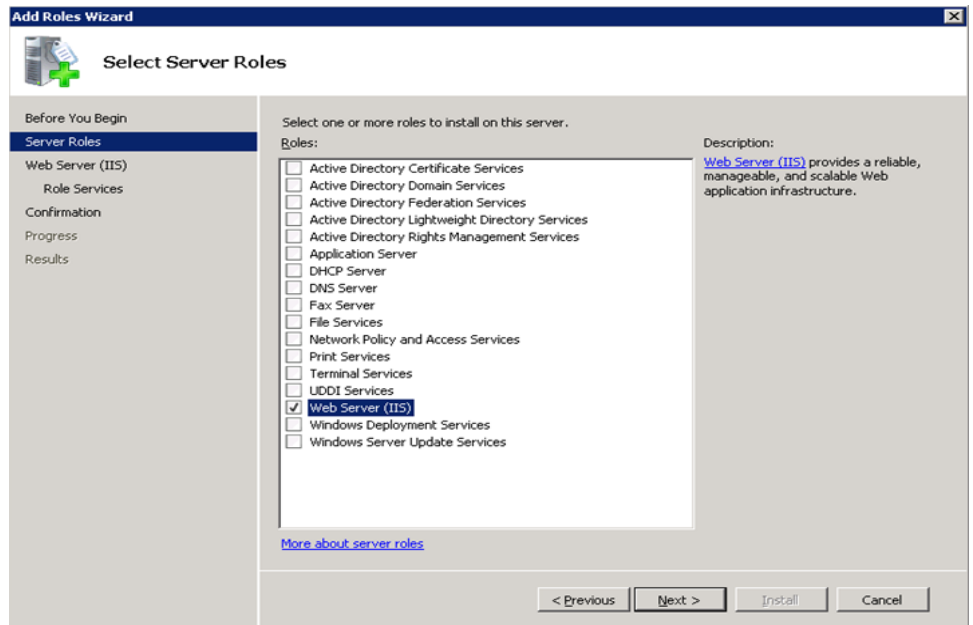 Add Roles Wizard
Select Server Roles
Before You Begin
Server Roles
Web Server (IIS)
Role Services
Confirmation
Progress
Results
Select one or more roles to install on this server.
Roles:
Active Directory Certificate Services
Active Directory Domain Services
Active Directory Federation Services
Active Directory Lightweight Directory Services
Active Directory Rights Management Services
Application Server
DHCP Server
DNS Server
Fax Server
File Services
Network Policy and Access Services
Print Services
Terminal Services
UDDI Services
Web Server (IIS)
Windows Deployment Services
Windows Server Update Services
More about server roles
Description:
Web Server (IIS) provides a reliable,
manageable, and scalable Web
application infrastructure.
< Previous
Next >
Install
Cancel